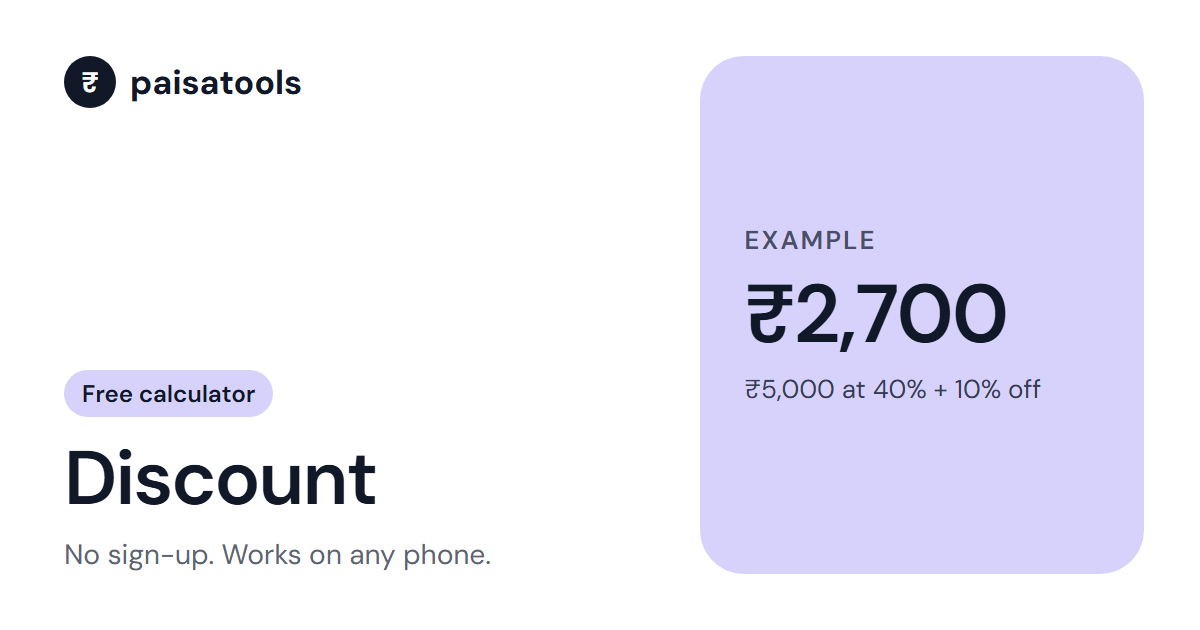 ₹ paisatools
Free calculator
Discount
No sign-up. Works on any phone.
EXAMPLE
₹2,700
₹5,000 at 40% + 10% off